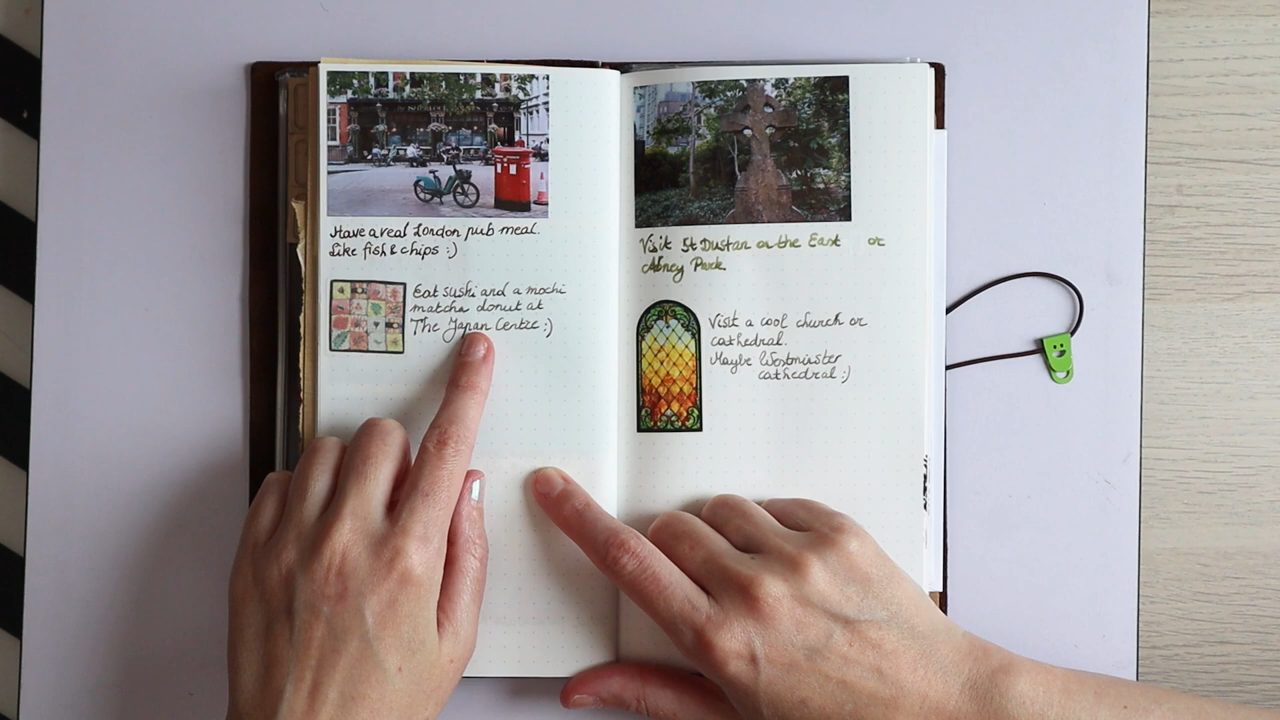 Have a real London pub meal.
Like fish & chips :)
Eat sushi and a mochi
matcha donut at
The Japan Centre :)
Visit St Dustan on the East or
Abney Park
Visit a cool church or
cathedral.
Maybe Westminster
cathedral :)